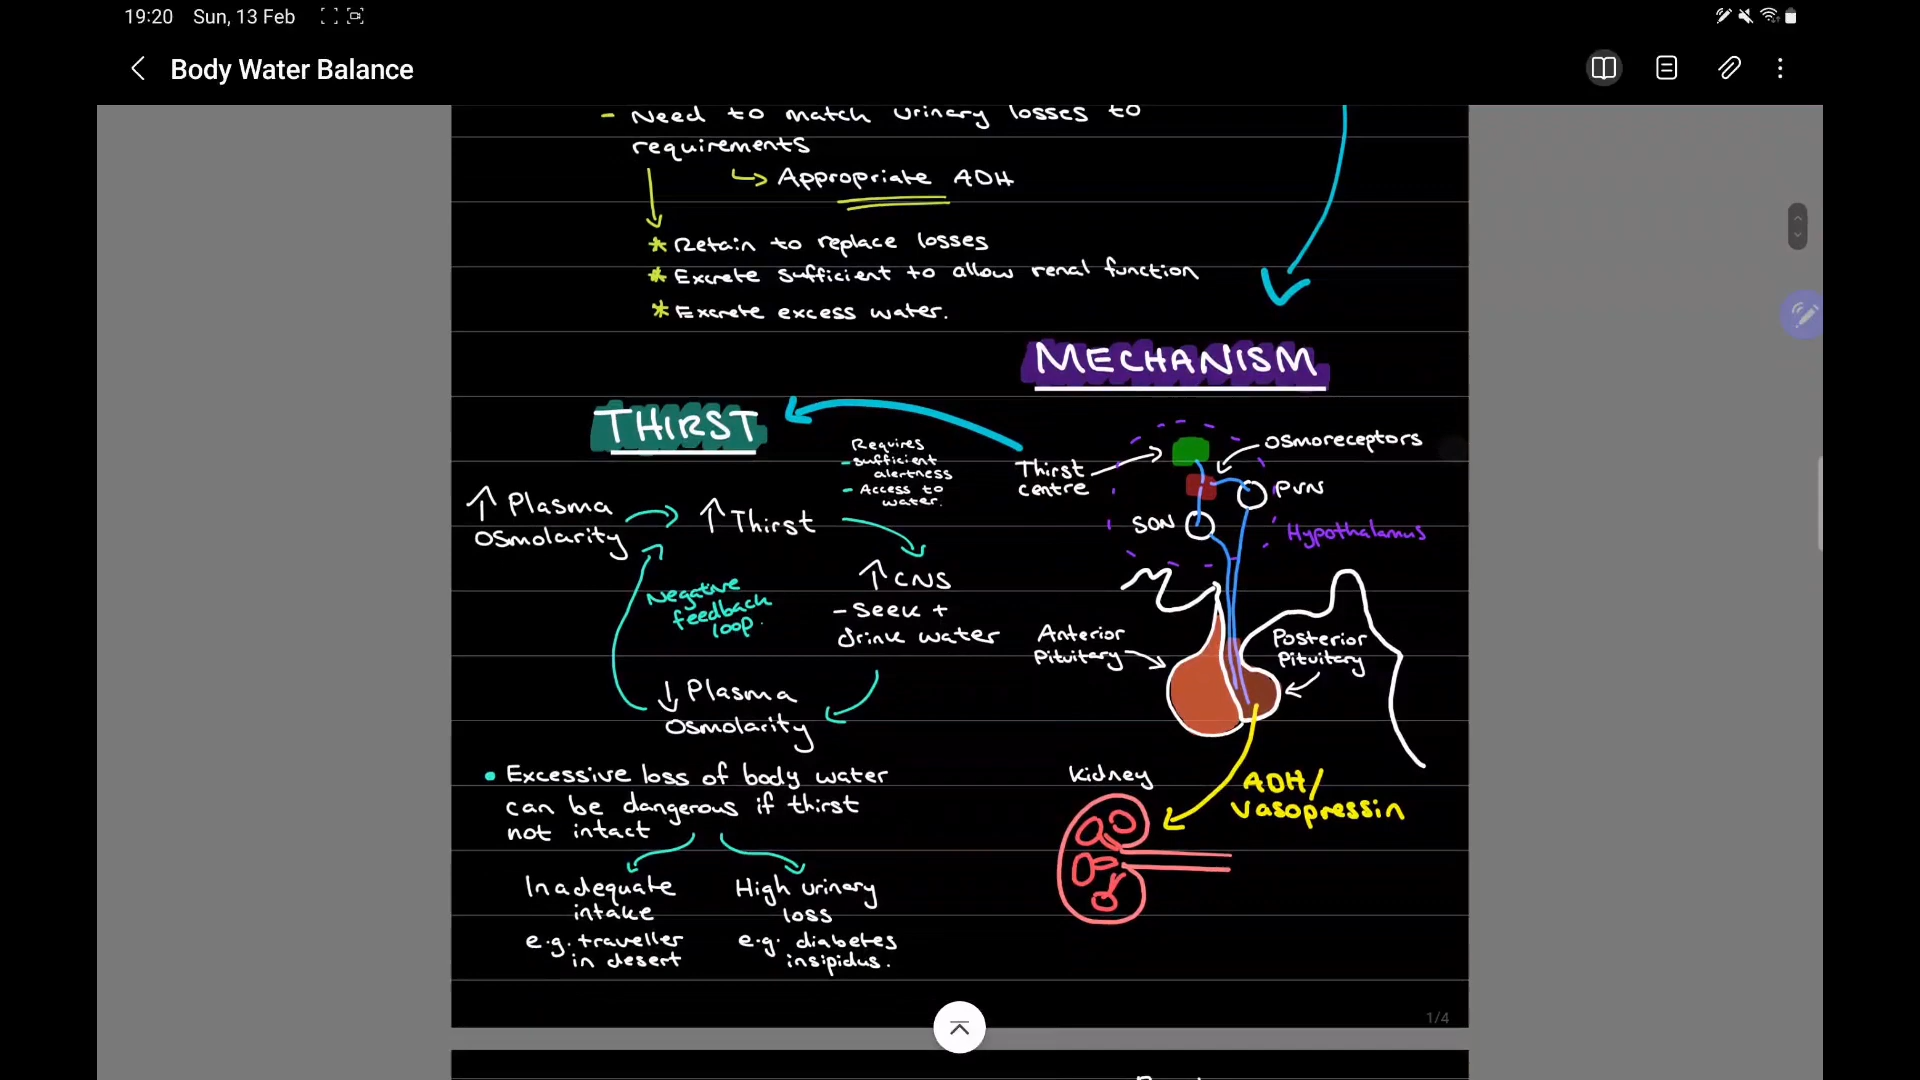 19:20 Sun, 13 Feb
Body Water Balance
- Need to match urinary losses to
requirements
Appropriate ADH
* Retain to replace losses
* Excrete sufficient to allow renal function
* Excrete excess water.
MECHANISM
THIRST
Requires
- sufficient
alertness
- Access to
water.
↑ Plasma
Osmolarity
↑ Thirst
↑ CNS
- Seek +
drink water
Negative
feedback
loop.
↓ Plasma
Osmolarity
Thirst
centre
Osmoreceptors
PVN
SON
Hypothalamus
Anterior
Pituitary
Posterior
Pituitary
Kidney
ADH/
Vasopressin
• Excessive loss of body water
can be dangerous if thirst
not intact
Inadequate
intake
e.g. traveller
in desert
High urinary
loss
e.g. diabetes
insipidus.
1/4